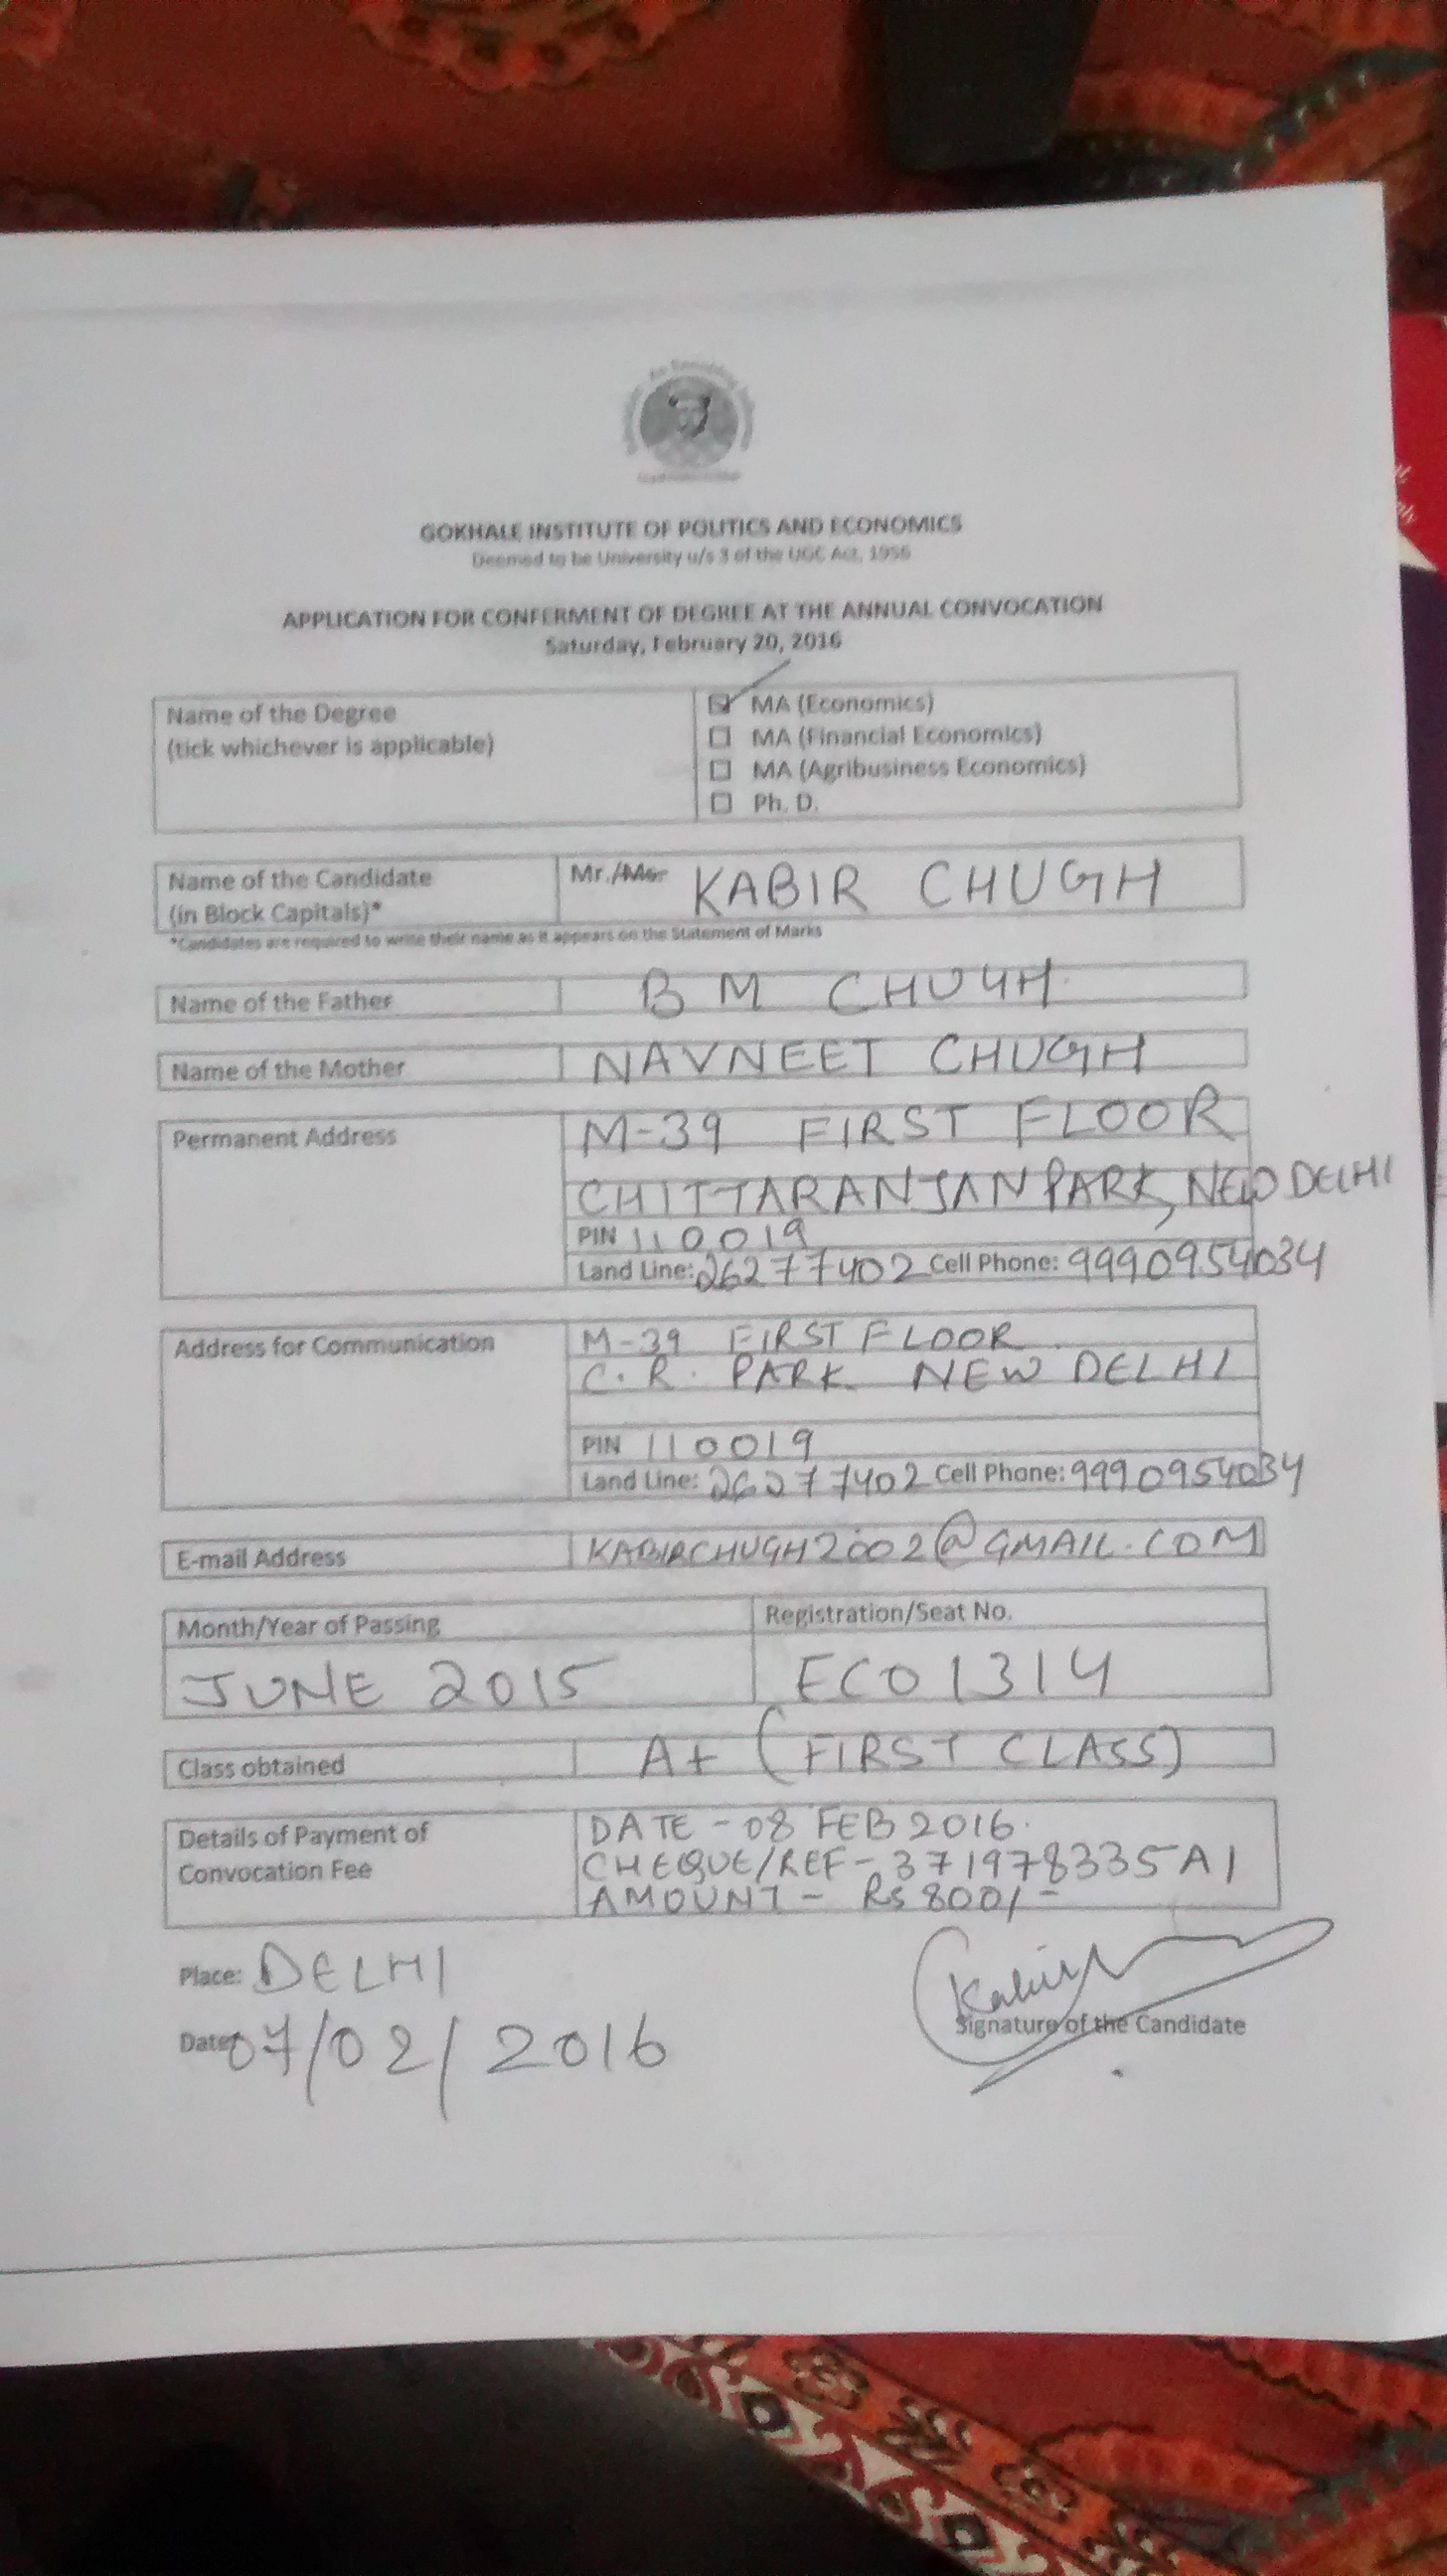 GOKHALE INSTITUTE OF POLITICS AND ECONOMICS
Deemed to be University u/s 3 of the UGC Act, 1956
APPLICATION FOR CONFERMENT OF DEGREE AT THE ANNUAL CONVOCATION
Saturday, February 20, 2016
Name of the Degree
(tick whichever is applicable)
MA (Economics)
MA (Financial Economics)
MA (Agribusiness Economics)
Ph. D.
Name of the Candidate
(in Block Capitals)*
Mr./Ms. KABIR CHUGH
*Candidates are required to write their name as it appears on the Statement of Marks
Name of the Father B M CHUGH
Name of the Mother NAVNEET CHUGH
Permanent Address M-39 FIRST FLOOR
CHITTARANJAN PARK, NEW DELHI
PIN 110019
Land Line: 26277402 Cell Phone: 9990954034
Address for Communication M-39 FIRST FLOOR
C. R. PARK NEW DELHI
PIN 110019
Land Line: 26277402 Cell Phone: 9990954034
E-mail Address KABIRCHUGH2002@GMAIL.COM
Month/Year of Passing Registration/Seat No.
JUNE 2015 ECO1314
Class obtained A+ (FIRST CLASS)
Details of Payment of
Convocation Fee
DATE - 08 FEB 2016.
CHEQUE/REF - 371978335A1
AMOUNT - Rs 800/-
Place: DELHI
Kabir
Signature of the Candidate
Date: 07/02/2016